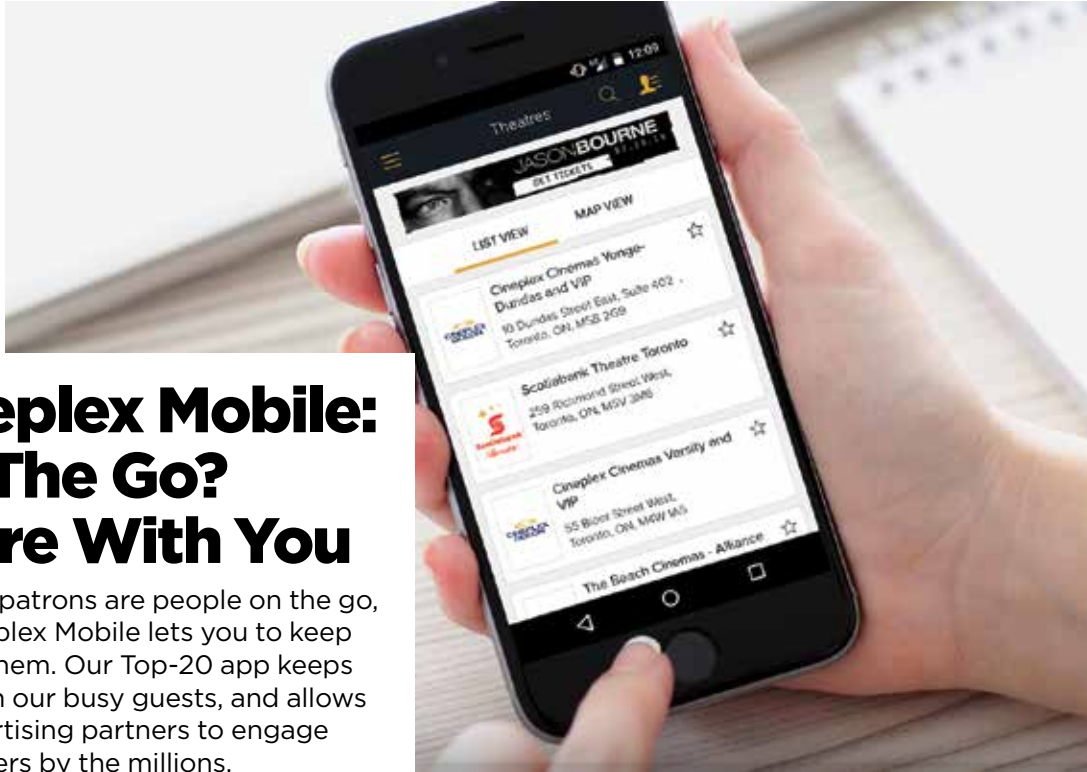 12:09
Theatres
JASON BOURNE
GET TICKETS
LIST VIEW
MAP VIEW
Cineplex Cinemas Yonge-
Dundas and VIP
10 Dundas Street East, Suite 402 ,
Toronto, ON, M5B 2G9
Scotiabank Theatre Toronto
259 Richmond Street West,
Toronto, ON, M5V 3M6
Cineplex Cinemas Varsity and
VIP
55 Bloor Street West,
Toronto, ON, M4W 1A5
The Beach Cinemas - Alliance
eplex Mobile:
The Go?
re With You
patrons are people on the go,
plex Mobile lets you to keep
hem. Our Top-20 app keeps
n our busy guests, and allows
rtising partners to engage
ers by the millions.